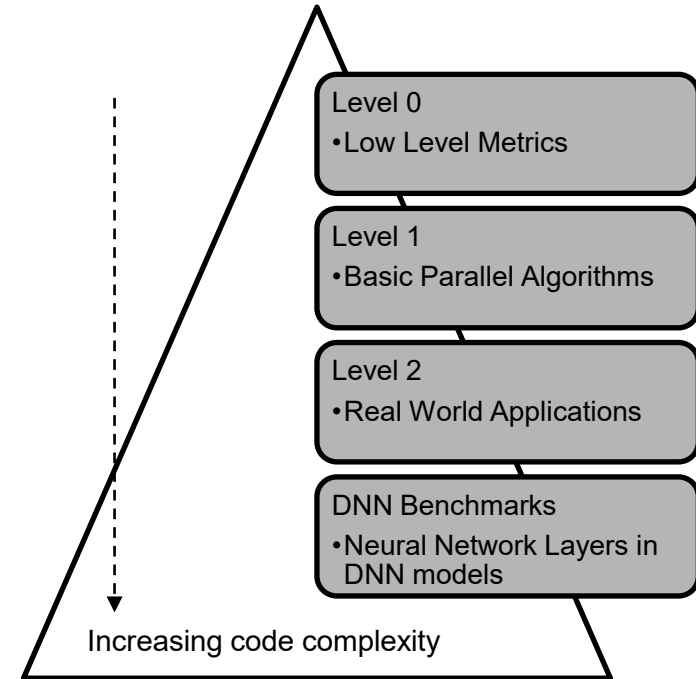 Level 0
•Low Level Metrics
Level 1
•Basic Parallel Algorithms
Level 2
•Real World Applications
DNN Benchmarks
•Neural Network Layers in
DNN models
Increasing code complexity